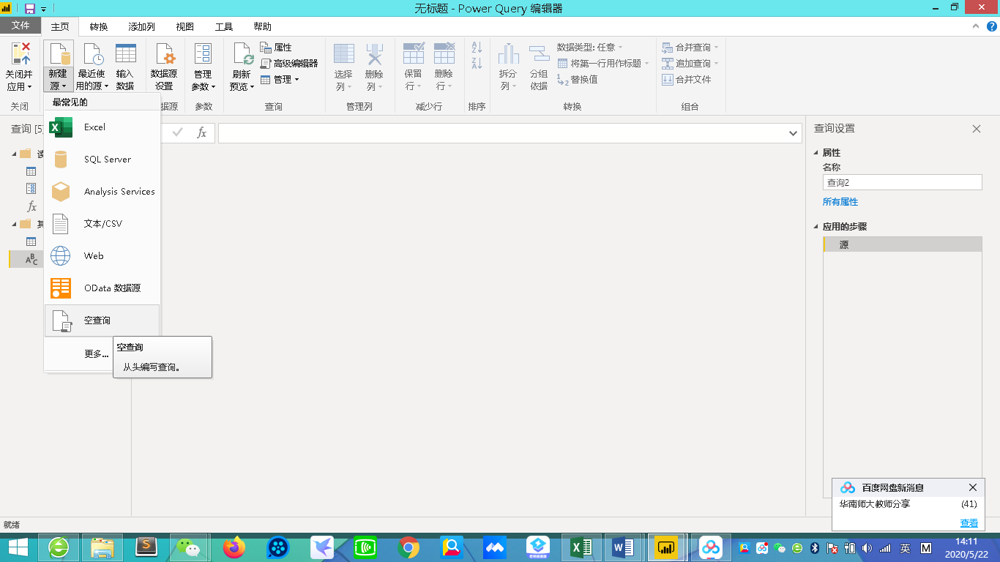 无标题 - Power Query 编辑器
文件 主页 转换 添加列 视图 工具 帮助
关闭并应用
新建源
最近使用的源
输入数据
数据源设置
管理参数
刷新预览
属性
高级编辑器
管理
选择列
删除列
保留行
删除行
拆分列
分组依据
数据类型: 任意
将第一行用作标题
替换值
合并查询
追加查询
合并文件
关闭 据源 参数 查询 管理列 减少行 排序 转换 组合
最常见的
Excel
SQL Server
Analysis Services
文本/CSV
Web
OData 数据源
空查询
更多...
空查询
从头编写查询。
查询 [5]
fx
fx
ABC
查询设置
属性
名称
查询2
所有属性
应用的步骤
源
百度网盘新消息
华南师大教师分享 (41)
查看
就绪
英
M
14:11
2020/5/22